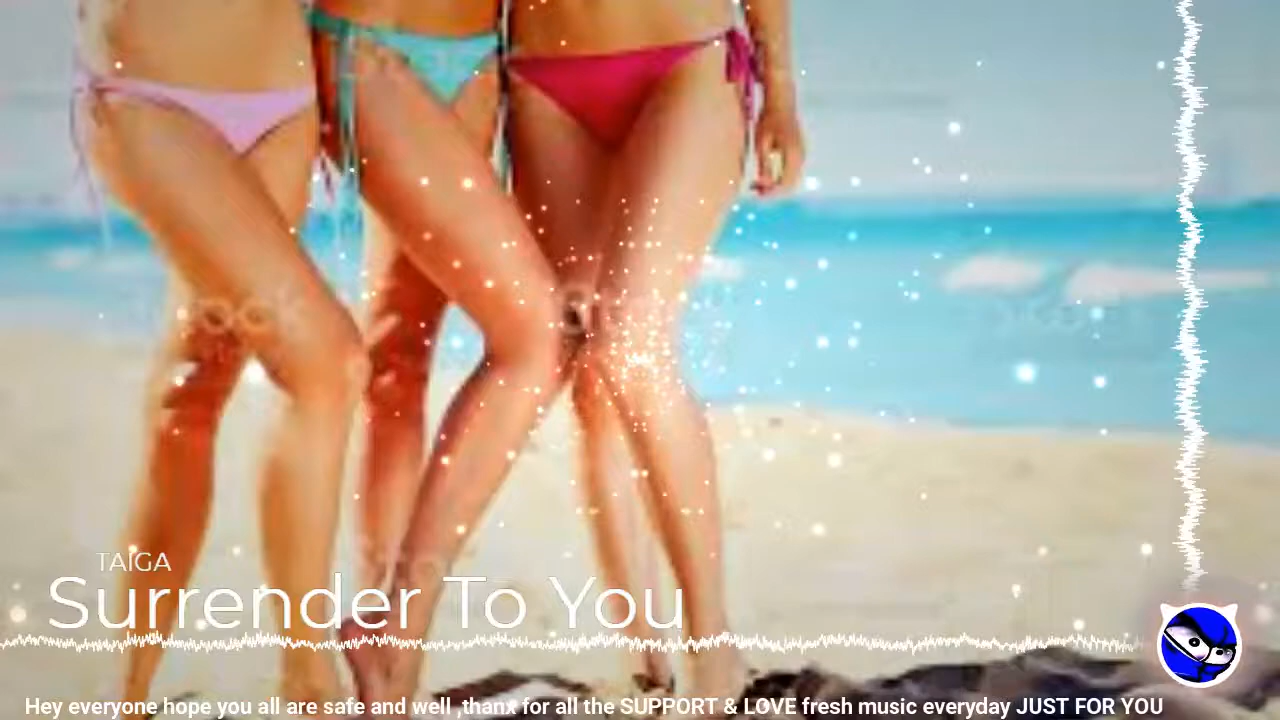 TAIGA
Surrender To You
Hey everyone hope you all are safe and well ,thanx for all the SUPPORT & LOVE fresh music everyday JUST FOR YOU